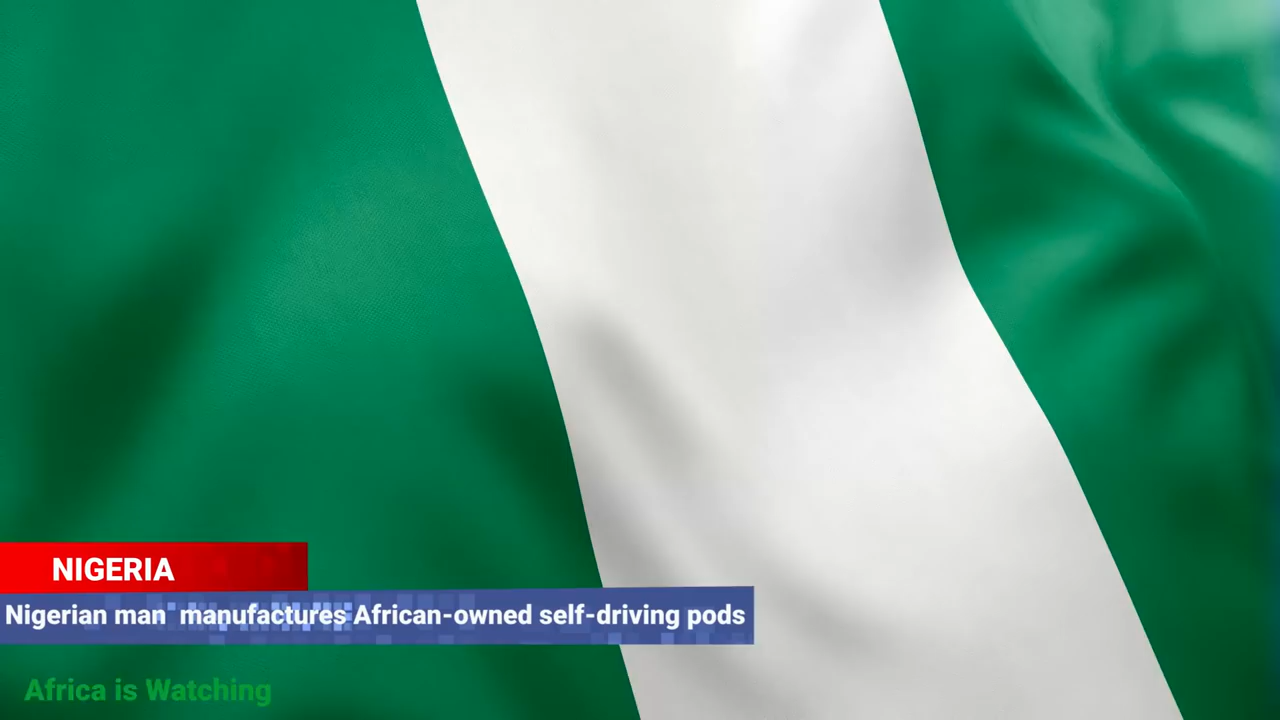 NIGERIA
Nigerian man manufactures African-owned self-driving pods
Africa is Watching